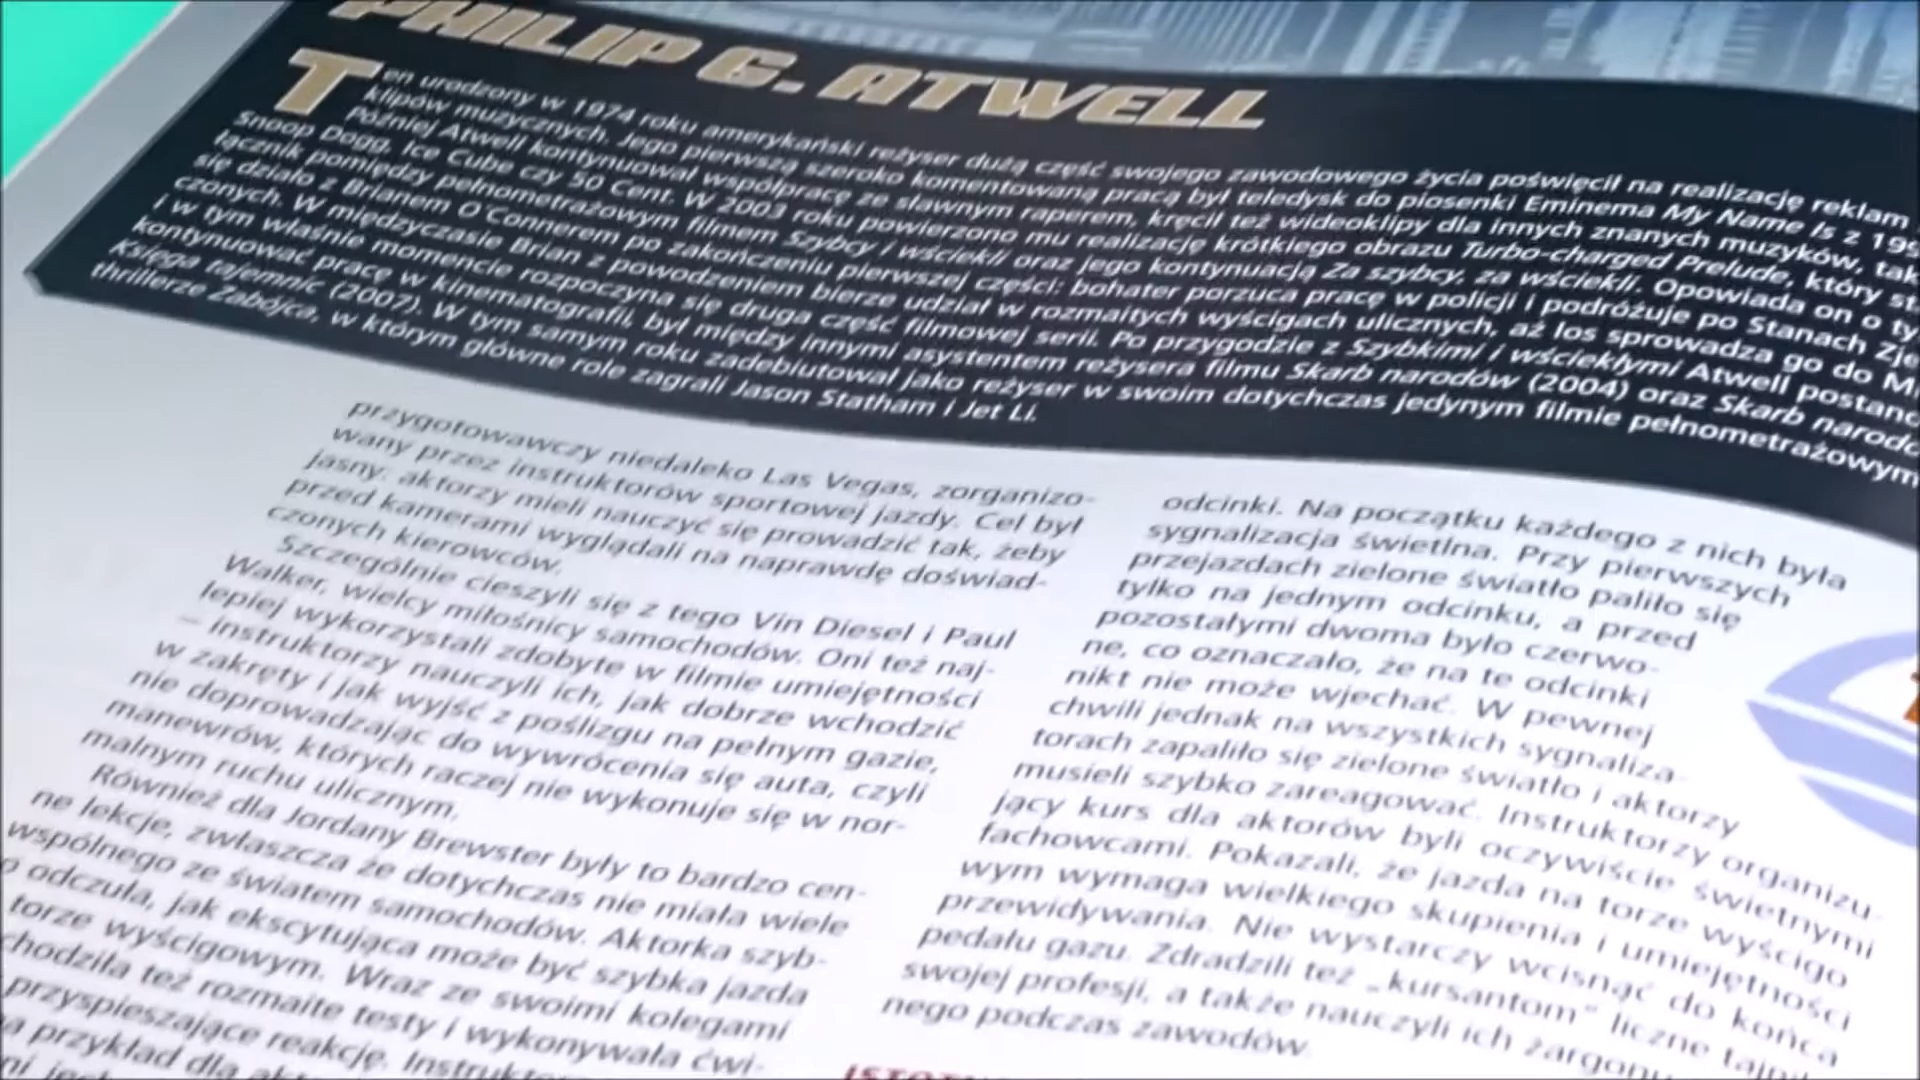 PHILIP G. ATWELL
Ten urodzony w 1974 roku amerykański reżyser dużą część swojego zawodowego życia poświęcił na realizację reklam
klipów muzycznych. Jego pierwszą szeroko komentowaną pracą był teledysk do piosenki Eminema My Name Is z
Później Atwell kontynuował współpracę ze sławnym raperem, kręcił też wideoklipy dla innych znanych muzyków,
Snoop Dogg, Ice Cube czy 50 Cent. W 2003 roku powierzono mu realizację krótkiego obrazu Turbo-charged Prelude, który
łącznik pomiędzy pełnometrażowym filmem Szybcy i wściekli oraz jego kontynuacją Za szybcy, za wściekli. Opowiada on o
się działo z Brianem O'Connerem po zakończeniu pierwszej części: bohater porzuca pracę w policji i podróżuje po Stanach
czonych. W międzyczasie Brian z powodzeniem bierze udział w rozmaitych wyścigach ulicznych, aż los sprowadza go do
i w tym właśnie momencie rozpoczyna się druga część filmowej serii. Po przygodzie z Szybkimi i wściekłymi Atwell
kontynuować pracę w kinematografii, był między innymi asystentem reżysera filmu Skarb narodów (2004) oraz Skarb
Księga tajemnic (2007). W tym samym roku zadebiutował jako reżyser w swoim dotychczas jedynym filmie pełnometrażowym
thrillerze Zabójca, w którym główne role zagrali Jason Statham i Jet Li.
przygotowawczy niedaleko Las Vegas, zorganizo-
wany przez instruktorów sportowej jazdy. Cel był
jasny: aktorzy mieli nauczyć się prowadzić tak, żeby
przed kamerami wyglądali na naprawdę doświad-
czonych kierowców.
Szczególnie cieszyli się z tego Vin Diesel i Paul
Walker, wielcy miłośnicy samochodów. Oni też naj-
lepiej wykorzystali zdobyte w filmie umiejętności
– instruktorzy nauczyli ich, jak dobrze wchodzić
w zakręty i jak wyjść z poślizgu na pełnym gazie,
nie doprowadzając do wywrócenia się auta, czyli
manewrów, których raczej nie wykonuje się w nor-
malnym ruchu ulicznym.
Również dla Jordany Brewster były to bardzo cen-
ne lekcje, zwłaszcza że dotychczas nie miała wiele
wspólnego ze światem samochodów. Aktorka szyb-
o odczuła, jak ekscytująca może być szybka jazda
torze wyścigowym. Wraz ze swoimi kolegami
chodziła też rozmaite testy i wykonywała ćwi-
przyspieszające reakcję.
przykład dla
odcinki. Na początku każdego z nich była
sygnalizacja świetlna. Przy pierwszych
przejazdach zielone światło paliło się
tylko na jednym odcinku, a przed
pozostałymi dwoma było czerwo-
ne, co oznaczało, że na te odcinki
nikt nie może wjechać. W pewnej
chwili jednak na wszystkich sygnaliza-
torach zapaliło się zielone światło i aktorzy
musieli szybko zareagować. Instruktorzy organizu-
jący kurs dla aktorów byli oczywiście świetnymi
fachowcami. Pokazali, że jazda na torze wyścigo
wym wymaga wielkiego skupienia i umiejętności
przewidywania. Nie wystarczy wcisnąć do końca
pedału gazu. Zdradzili też „kursantom" liczne
swojej profesji, a także nauczyli ich żargonu
nego podczas zawodów.